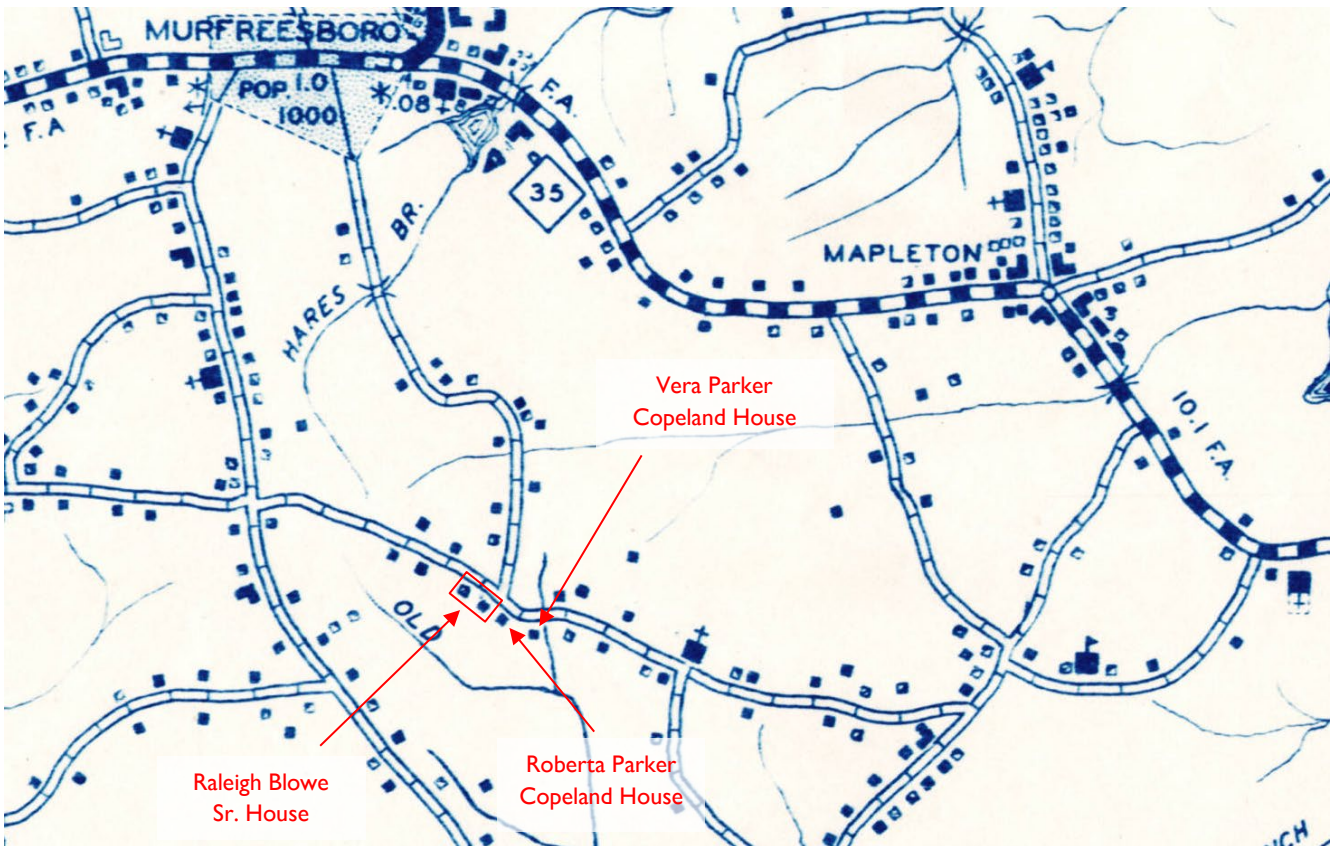 MURFREESBORO
F.A.
POP 1.0
1000
.08
F.A
35
HARES BR.
MAPLETON
.3
10.1 F.A.
Vera Parker
Copeland House
OLD
Raleigh Blowe
Sr. House
Roberta Parker
Copeland House